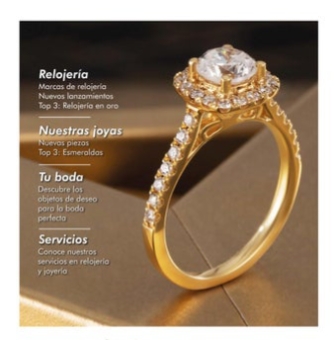 Relojería
Marcas de relojería
Nuevos lanzamientos
Top 3: Relojería en oro
Nuestras joyas
Nuevas piezas
Top 3: Esmeraldas
Tu boda
Descubre los
objetos de deseo
para la boda
perfecta
Servicios
Conoce nuestros
servicios en relojería
y joyería